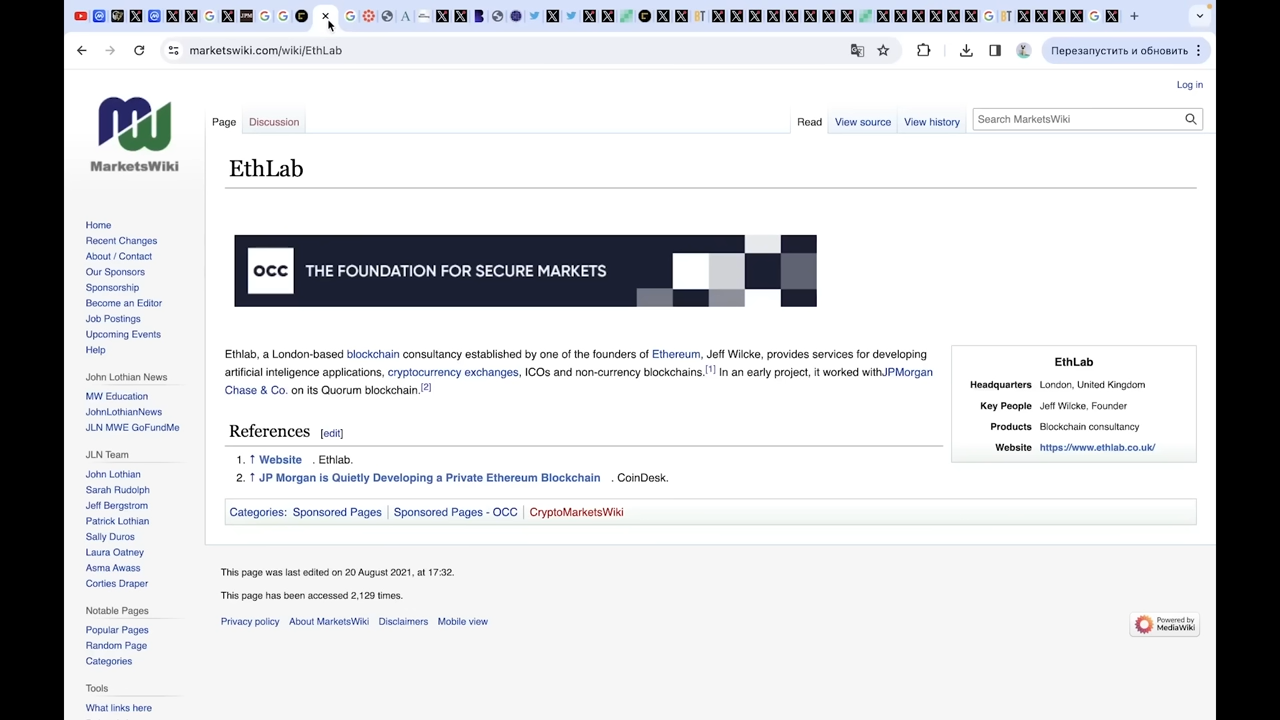 marketswiki.com/wiki/EthLab
Перезапустить и обновить
Log in
MarketsWiki
Page
Discussion
Read
View source
View history
Search MarketsWiki
EthLab
OCC
THE FOUNDATION FOR SECURE MARKETS
Home
Recent Changes
About / Contact
Our Sponsors
Sponsorship
Become an Editor
Job Postings
Upcoming Events
Help
John Lothian News
MW Education
JohnLothianNews
JLN MWE GoFundMe
JLN Team
John Lothian
Sarah Rudolph
Jeff Bergstrom
Patrick Lothian
Sally Duros
Laura Oatney
Asma Awass
Corties Draper
Notable Pages
Popular Pages
Random Page
Categories
Tools
What links here
Ethlab, a London-based blockchain consultancy established by one of the founders of Ethereum, Jeff Wilcke, provides services for developing
artificial inteligence applications, cryptocurrency exchanges, ICOs and non-currency blockchains.[1] In an early project, it worked withJPMorgan
Chase & Co. on its Quorum blockchain.[2]
EthLab
Headquarters London, United Kingdom
Key People Jeff Wilcke, Founder
Products Blockchain consultancy
Website https://www.ethlab.co.uk/
References [edit]
1. ↑ Website . Ethlab.
2. ↑ JP Morgan is Quietly Developing a Private Ethereum Blockchain . CoinDesk.
Categories: Sponsored Pages | Sponsored Pages - OCC | CryptoMarketsWiki
This page was last edited on 20 August 2021, at 17:32.
This page has been accessed 2,129 times.
Privacy policy
About MarketsWiki
Disclaimers
Mobile view
Powered by
MediaWiki